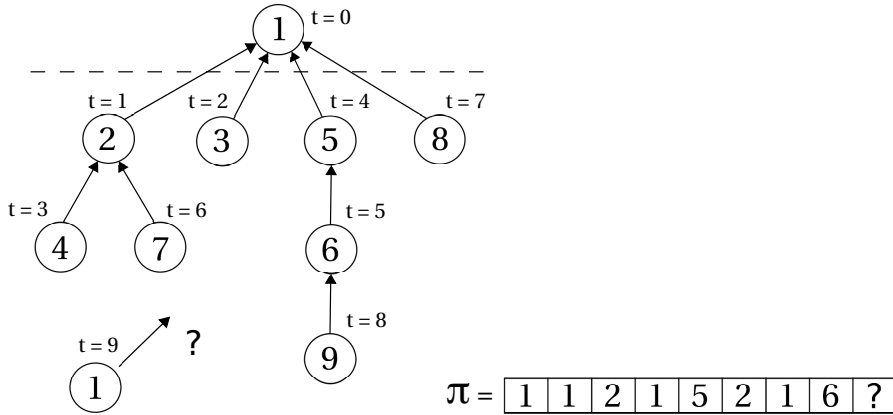 1 t = 0
t = 1 t = 2 t = 4 t = 7
2 3 5 8
t = 3 t = 6 t = 5
4 7 6
t = 9 ? t = 8
1 9
π = 1 1 2 1 5 2 1 6 ?